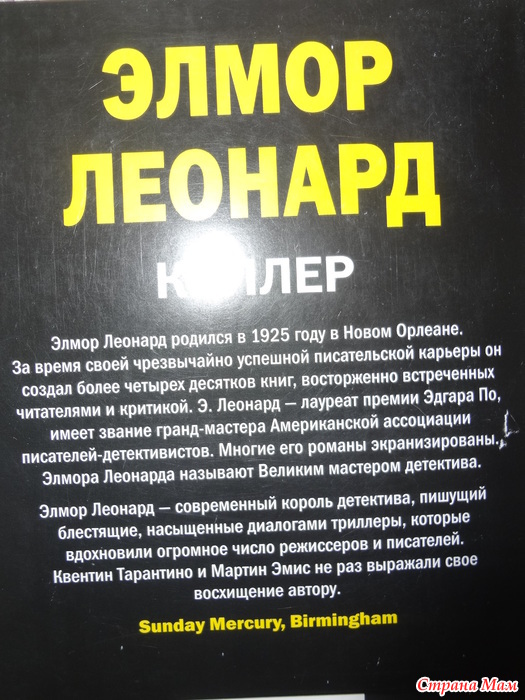 ЭЛМОР
ЛЕОНАРД
Элмор Леонард родился в 1925 году в Новом Орлеане.
За время своей чрезвычайно успешной писательской карьеры он
создал более четырех десятков книг, восторженно встреченных
читателями и критикой. Э. Леонард — лауреат премии Эдгара По,
имеет звание гранд-мастера Американской ассоциации
писателей-детективистов. Многие его романы экранизированы.
Элмора Леонарда называют Великим мастером детектива.
Элмор Леонард — современный король детектива, пишущий
блестящие, насыщенные диалогами триллеры, которые
вдохновили огромное число режиссеров и писателей.
Квентин Тарантино и Мартин Эмис не раз выражали свое
восхищение автору.
Sunday Mercury, Birmingham
Страна Мам